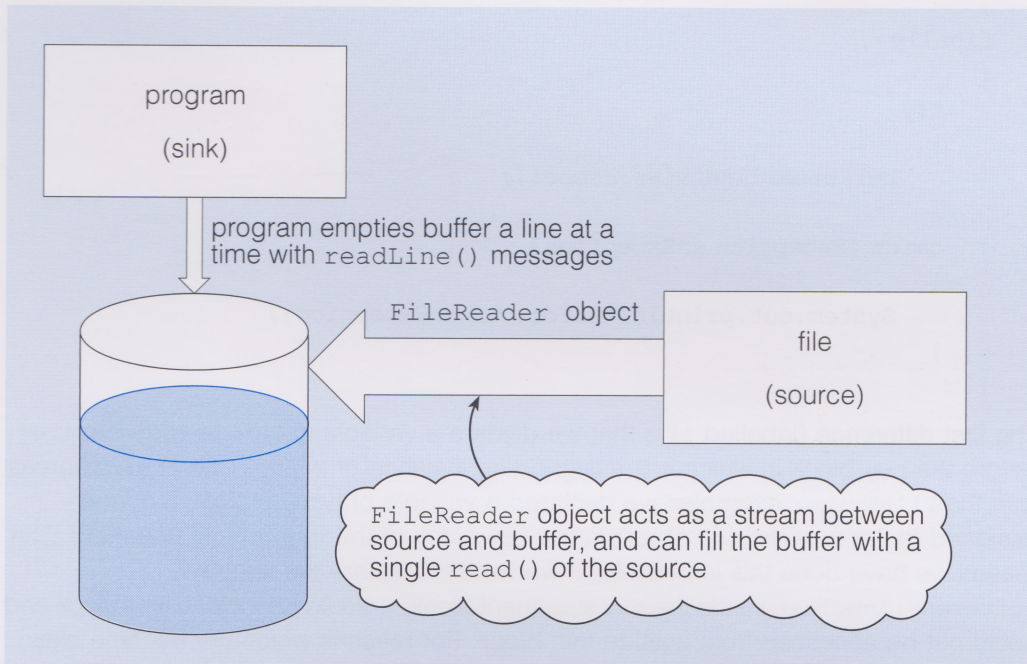 program
(sink)
program empties buffer a line at a
time with readLine() messages
FileReader object
file
(source)
FileReader object acts as a stream between
source and buffer, and can fill the buffer with a
single read() of the source